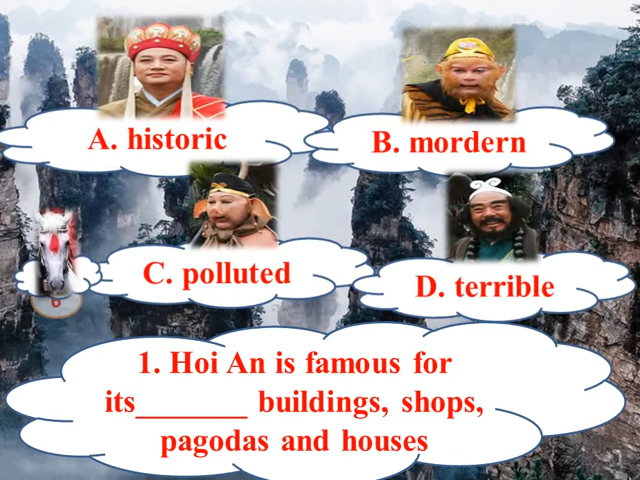 A. historic
B. mordern
C. polluted
D. terrible
1. Hoi An is famous for
its_______ buildings, shops,
pagodas and houses